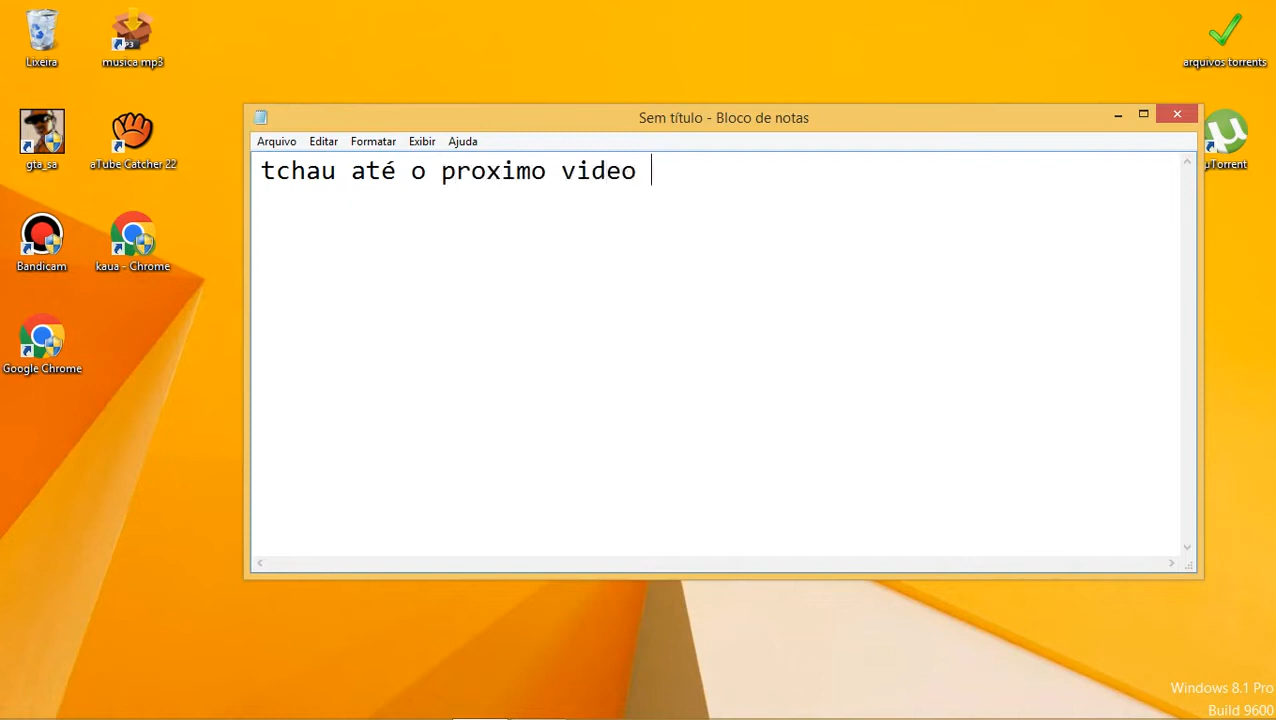 Lixeira
musica mp3
arquivos torrents
gta_sa
aTube Catcher 22
µTorrent
Bandicam
kaua - Chrome
Google Chrome
Sem título - Bloco de notas
Arquivo Editar Formatar Exibir Ajuda
tchau até o proximo video
Windows 8.1 Pro
Build 9600